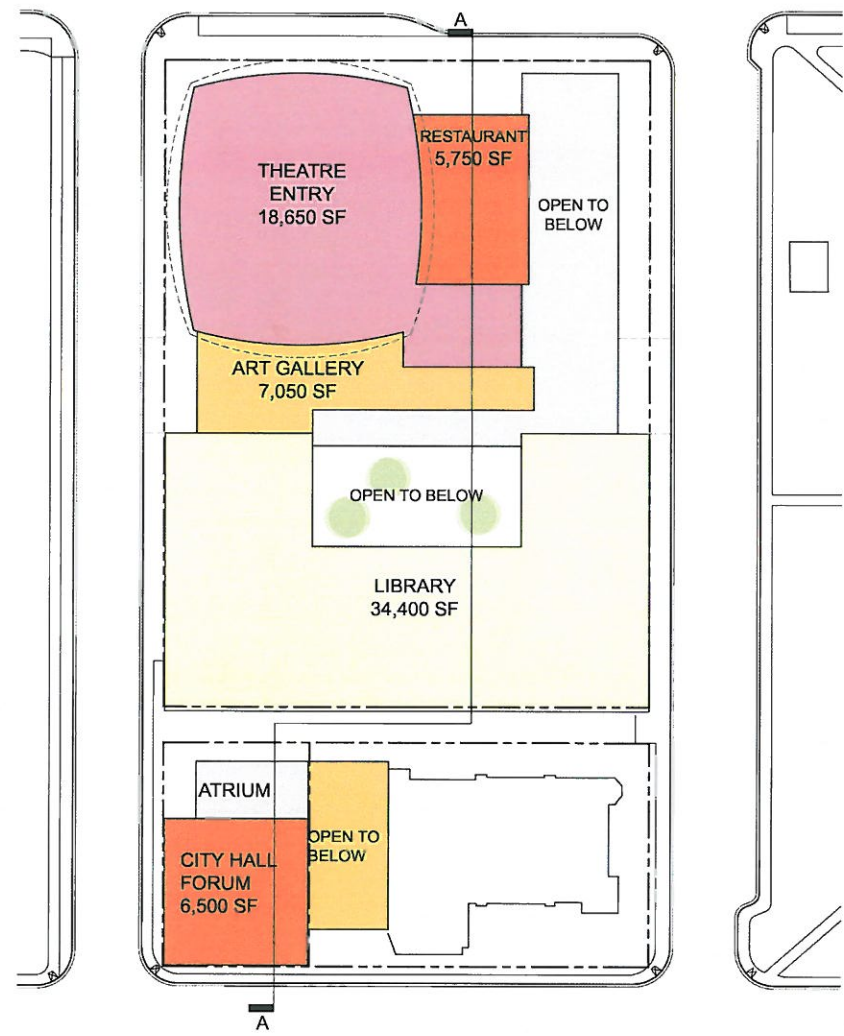 A
THEATRE
ENTRY
18,650 SF
RESTAURANT
5,750 SF
OPEN TO
BELOW
ART GALLERY
7,050 SF
OPEN TO BELOW
LIBRARY
34,400 SF
ATRIUM
OPEN TO
BELOW
CITY HALL
FORUM
6,500 SF
A